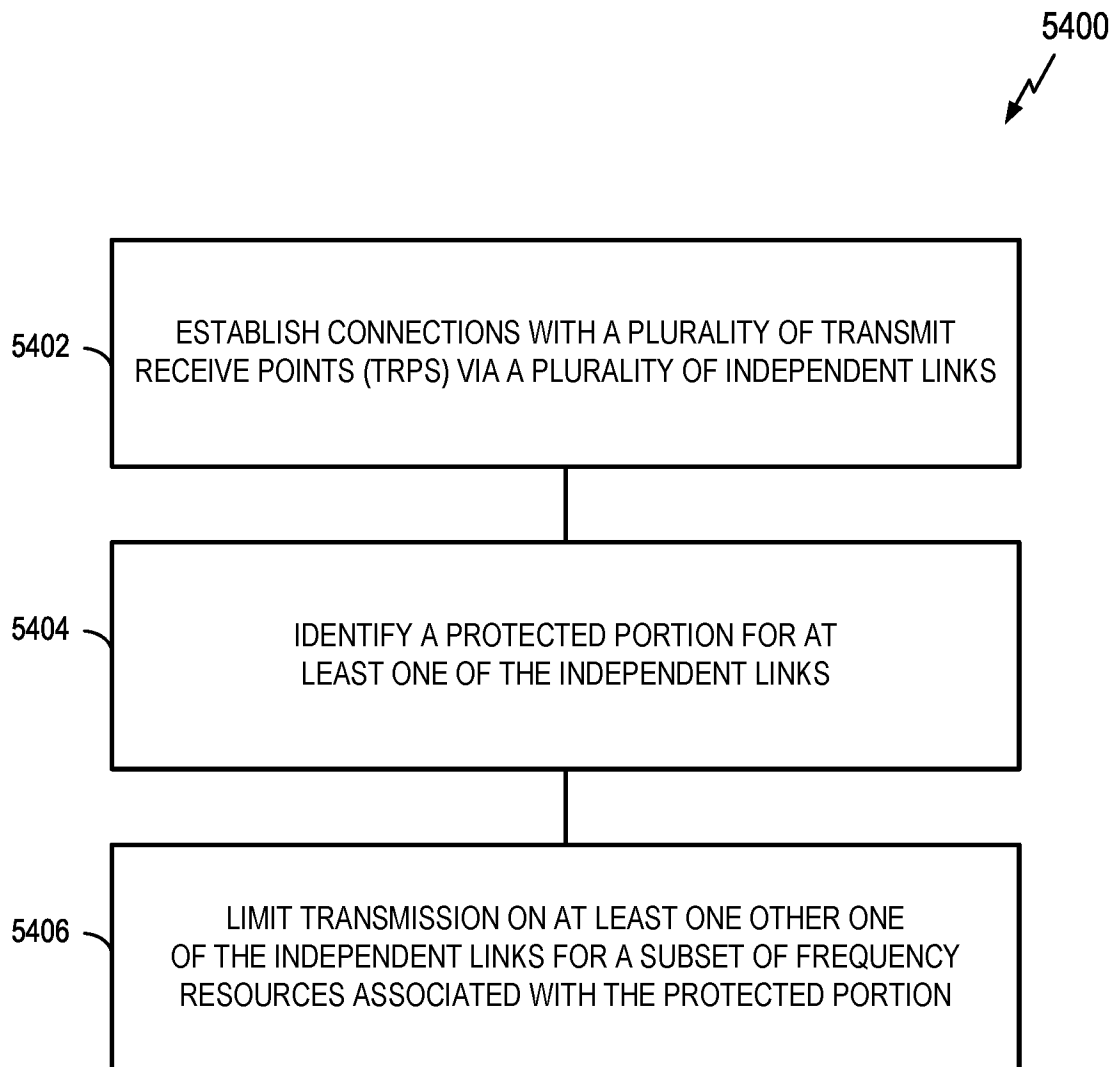 5400
5402
ESTABLISH CONNECTIONS WITH A PLURALITY OF TRANSMIT
RECEIVE POINTS (TRPS) VIA A PLURALITY OF INDEPENDENT LINKS
5404
IDENTIFY A PROTECTED PORTION FOR AT
LEAST ONE OF THE INDEPENDENT LINKS
5406
LIMIT TRANSMISSION ON AT LEAST ONE OTHER ONE
OF THE INDEPENDENT LINKS FOR A SUBSET OF FREQUENCY
RESOURCES ASSOCIATED WITH THE PROTECTED PORTION